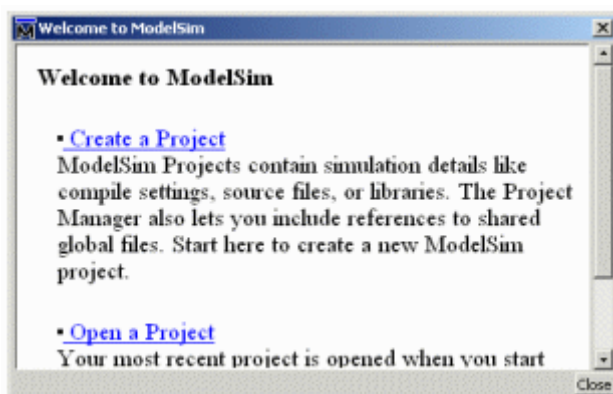 Welcome to ModelSim
Welcome to ModelSim
Create a Project
ModelSim Projects contain simulation details like
compile settings, source files, or libraries. The Project
Manager also lets you include references to shared
global files. Start here to create a new ModelSim
project.
Open a Project
Your most recent project is opened when you start
Close